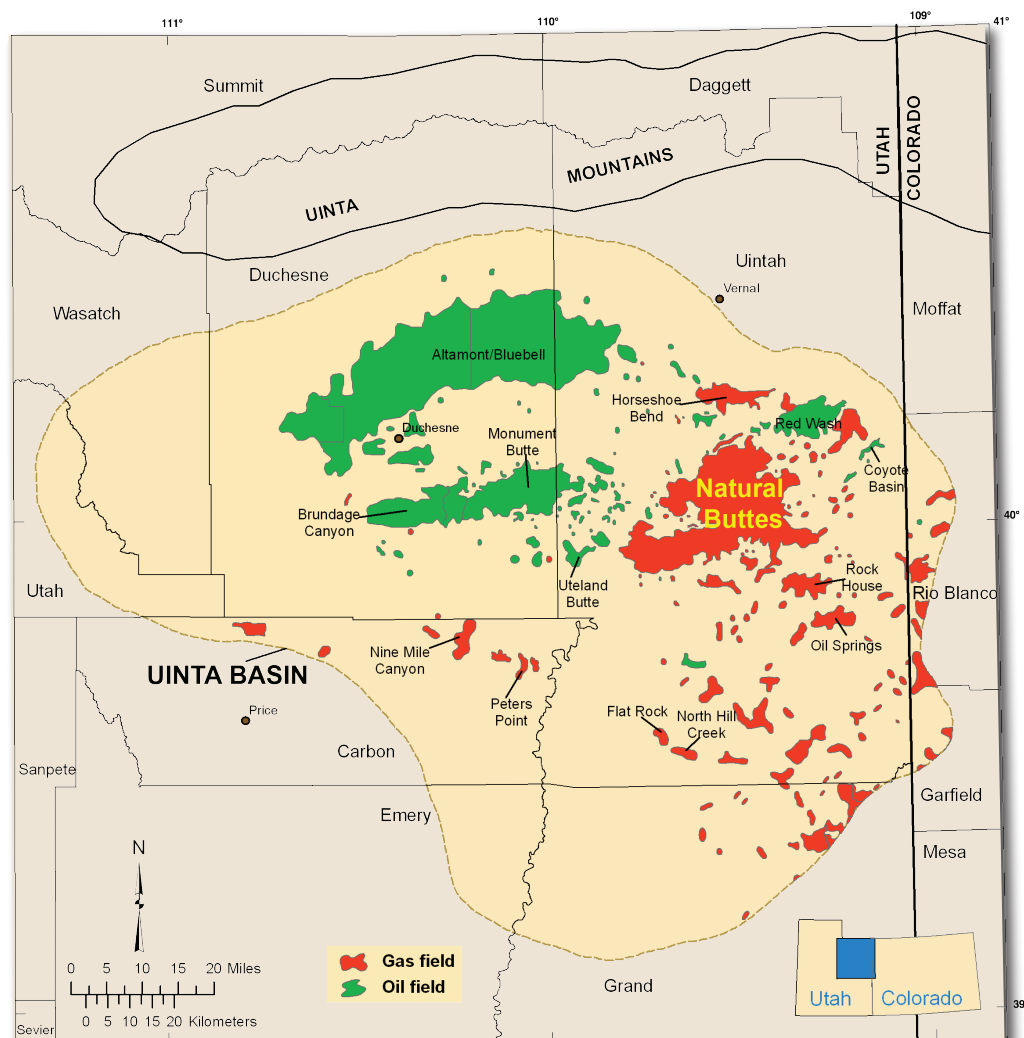 111°
110°
109°
41°
Summit
Daggett
UTAH
COLORADO
MOUNTAINS
UINTA
Duchesne
Uintah
Vernal
Wasatch
Moffat
Altamont/Bluebell
Horseshoe
Bend
Red Wash
Duchesne
Monument
Butte
Coyote
Basin
Natural
Buttes
Brundage
Canyon
40°
Rock
House
Uteland
Butte
Utah
Rio Blanco
Oil Springs
Nine Mile
Canyon
UINTA BASIN
Peters
Point
Flat Rock
North Hill
Creek
Price
Carbon
Sanpete
Garfield
Emery
N
Mesa
Gas field
Oil field
0 5 10 15 20 Miles
0 5 10 15 20 Kilometers
Grand
Utah
Colorado
39
Sevier